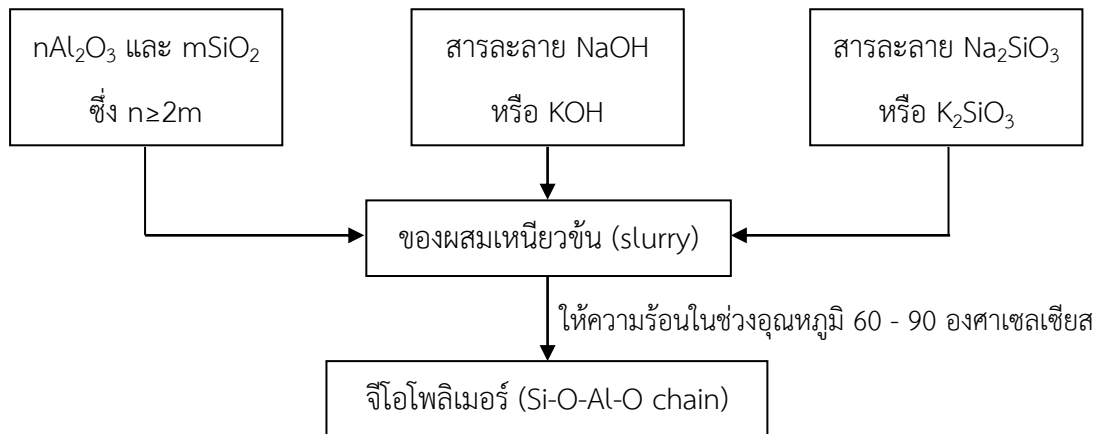 nAl₂O₃ และ mSiO₂
ซึ่ง n≥2m
สารละลาย NaOH
หรือ KOH
สารละลาย Na₂SiO₃
หรือ K₂SiO₃
ของผสมเหนียวข้น (slurry)
ให้ความร้อนในช่วงอุณหภูมิ 60 - 90 องศาเซลเซียส
จีโอโพลิเมอร์ (Si-O-Al-O chain)